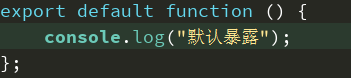 export default function () {
    console.log("默认暴露");
};